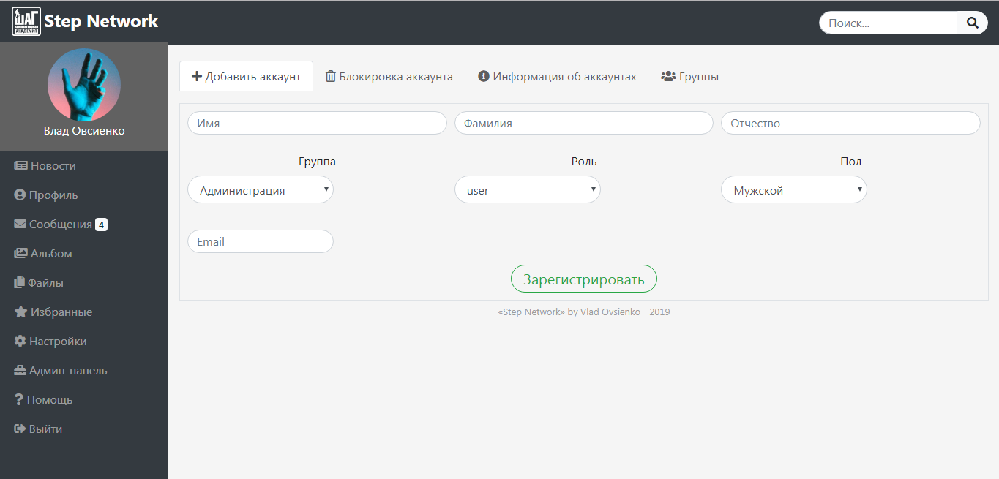 ШАГ
КОМПЬЮТЕРНАЯ
АКАДЕМИЯ
Step Network
Поиск...
Влад Овсиенко
Новости
Профиль
Сообщения 4
Альбом
Файлы
Избранные
Настройки
Админ-панель
Помощь
Выйти
Добавить аккаунт Блокировка аккаунта Информация об аккаунтах Группы
Имя Фамилия Отчество
Группа Роль Пол
Администрация user Мужской
Email
Зарегистрировать
«Step Network» by Vlad Ovsienko - 2019